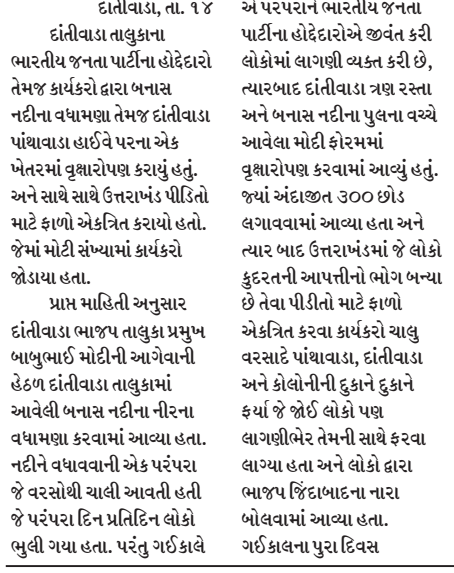 દાંતીવાડા, તા. ૧૪
દાંતીવાડા તાલુકાના
ભારતીય જનતા પાર્ટીના હોદ્દેદારો
તેમજ કાર્યકરો દ્વારા બનાસ
નદીના વધામણા તેમજ દાંતીવાડા
પાંથાવાડા હાઈવે પરના એક
ખેતરમાં વૃક્ષારોપણ કરાયું હતું.
અને સાથે સાથે ઉત્તરાખંડ પીડિતો
માટે ફાળો એકત્રિત કરાયો હતો.
જેમાં મોટી સંખ્યામાં કાર્યકરો
જોડાયા હતા.
પ્રાપ્ત માહિતી અનુસાર
દાંતીવાડા ભાજપ તાલુકા પ્રમુખ
બાબુભાઈ મોદીની આગેવાની
હેઠળ દાંતીવાડા તાલુકામાં
આવેલી બનાસ નદીના નીરના
વધામણા કરવામાં આવ્યા હતા.
નદીને વધાવવાની એક પરંપરા
જે વરસોથી ચાલી આવતી હતી
જે પરંપરા દિન પ્રતિદિન લોકો
ભુલી ગયા હતા. પરંતુ ગઈકાલે
એ પરંપરાને ભારતીય જનતા
પાર્ટીના હોદ્દેદારોએ જીવંત કરી
લોકોમાં લાગણી વ્યક્ત કરી છે,
ત્યારબાદ દાંતીવાડા ત્રણ રસ્તા
અને બનાસ નદીના પુલના વચ્ચે
આવેલા મોદી ફોરમમાં
વૃક્ષારોપણ કરવામાં આવ્યું હતું.
જ્યાં અંદાજીત ૩૦૦ છોડ
લગાવવામાં આવ્યા હતા અને
ત્યાર બાદ ઉત્તરાખંડમાં જે લોકો
કુદરતની આપત્તીનો ભોગ બન્યા
છે તેવા પીડીતો માટે ફાળો
એકત્રિત કરવા કાર્યકરો ચાલુ
વરસાદે પાંથાવાડા, દાંતીવાડા
અને કોલોનીની દુકાને દુકાને
ફર્યા જે જોઈ લોકો પણ
લાગણીભેર તેમની સાથે ફરવા
લાગ્યા હતા અને લોકો દ્વારા
ભાજપ જિંદાબાદના નારા
બોલવામાં આવ્યા હતા.
ગઈકાલના પુરા દિવસ